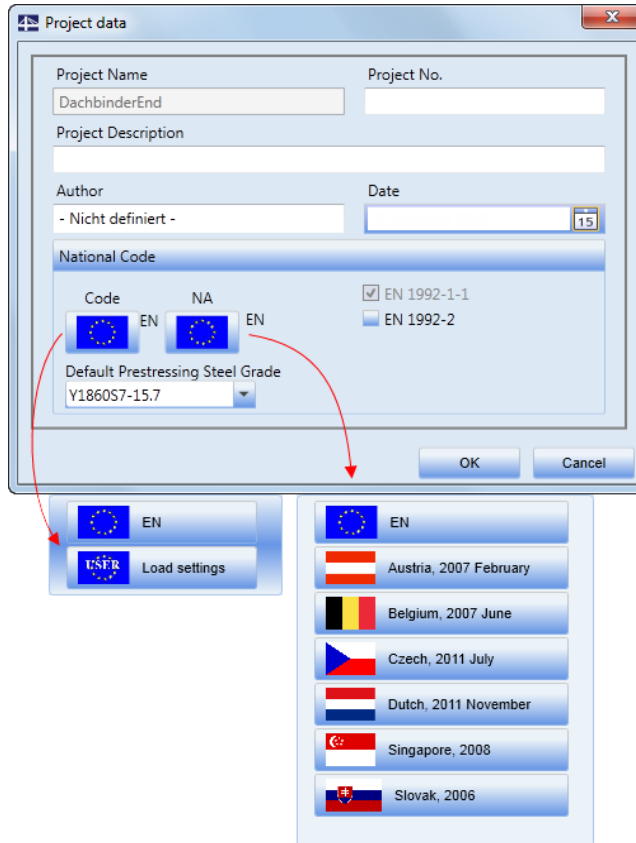 Project data
Project Name
Project No.
DachbinderEnd
Project Description
Author
Date
- Nicht definiert -
15
National Code
Code
NA
EN 1992-1-1
EN
EN
EN 1992-2
Default Prestressing Steel Grade
Y1860S7-15.7
OK
Cancel
EN
USER
Load settings
EN
Austria, 2007 February
Belgium, 2007 June
Czech, 2011 July
Dutch, 2011 November
Singapore, 2008
Slovak, 2006